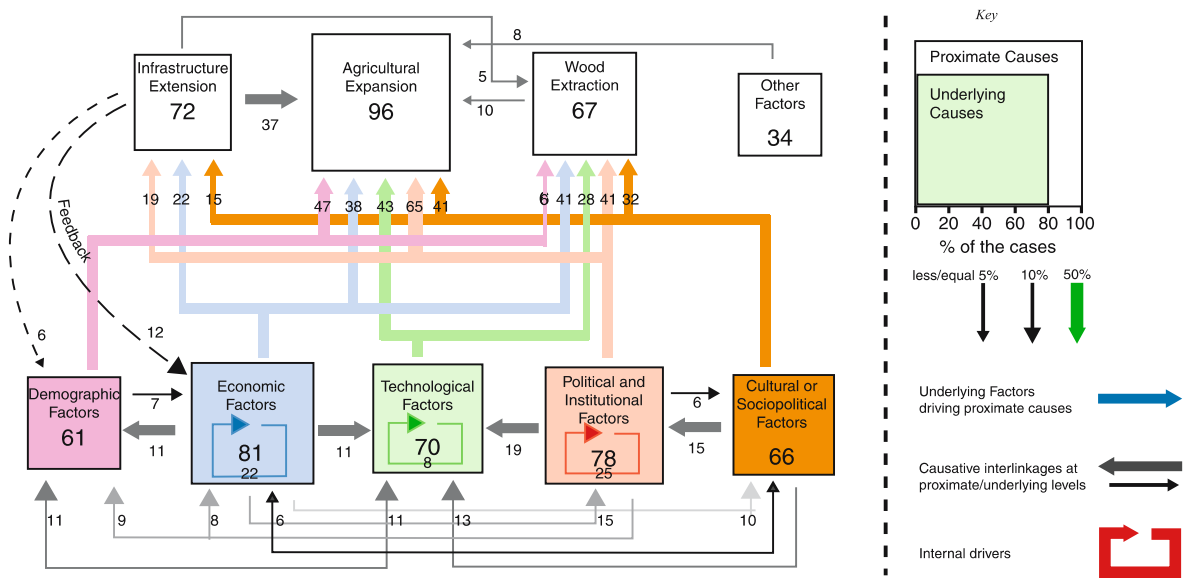 Key
Infrastructure
Extension
72
Agricultural
Expansion
96
Wood
Extraction
67
Other
Factors
34
8
5
10
37
Proximate Causes
Underlying
Causes
0 20 40 60 80 100
% of the cases
less/equal 5% 10% 50%
19 22 15 47 38 43 65 41 6 41 28 41 32
Feedback
6
12
Demographic
Factors
61
7
11
Economic
Factors
81
22
11
Technological
Factors
70
8
19
Political and
Institutional
Factors
78
25
6
15
Cultural or
Sociopolitical
Factors
66
11 9 8 6 11 13 15 10
Underlying Factors
driving proximate causes
Causative interlinkages at
proximate/underlying levels
Internal drivers